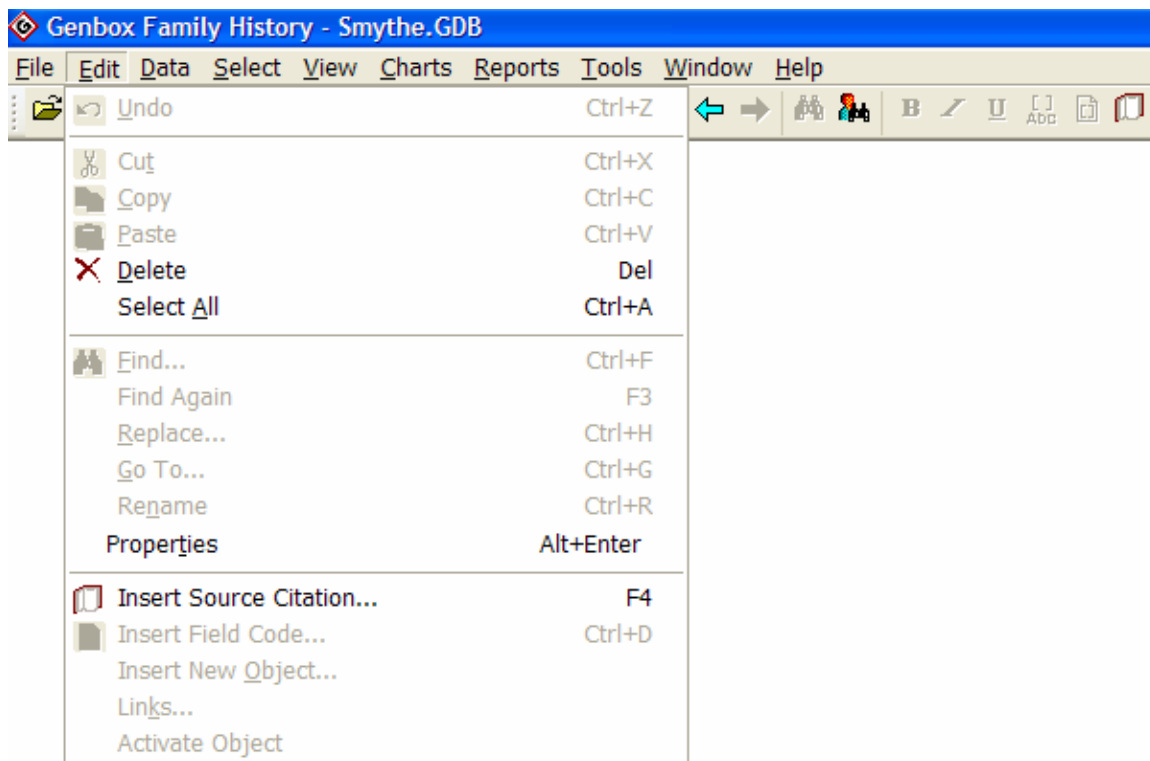 Genbox Family History - Smythe.GDB
File Edit Data Select View Charts Reports Tools Window Help
B I U [ ] Abc
Undo Ctrl+Z
Cut Ctrl+X
Copy Ctrl+C
Paste Ctrl+V
Delete Del
Select All Ctrl+A
Find... Ctrl+F
Find Again F3
Replace... Ctrl+H
Go To... Ctrl+G
Rename Ctrl+R
Properties Alt+Enter
Insert Source Citation... F4
Insert Field Code... Ctrl+D
Insert New Object...
Links...
Activate Object